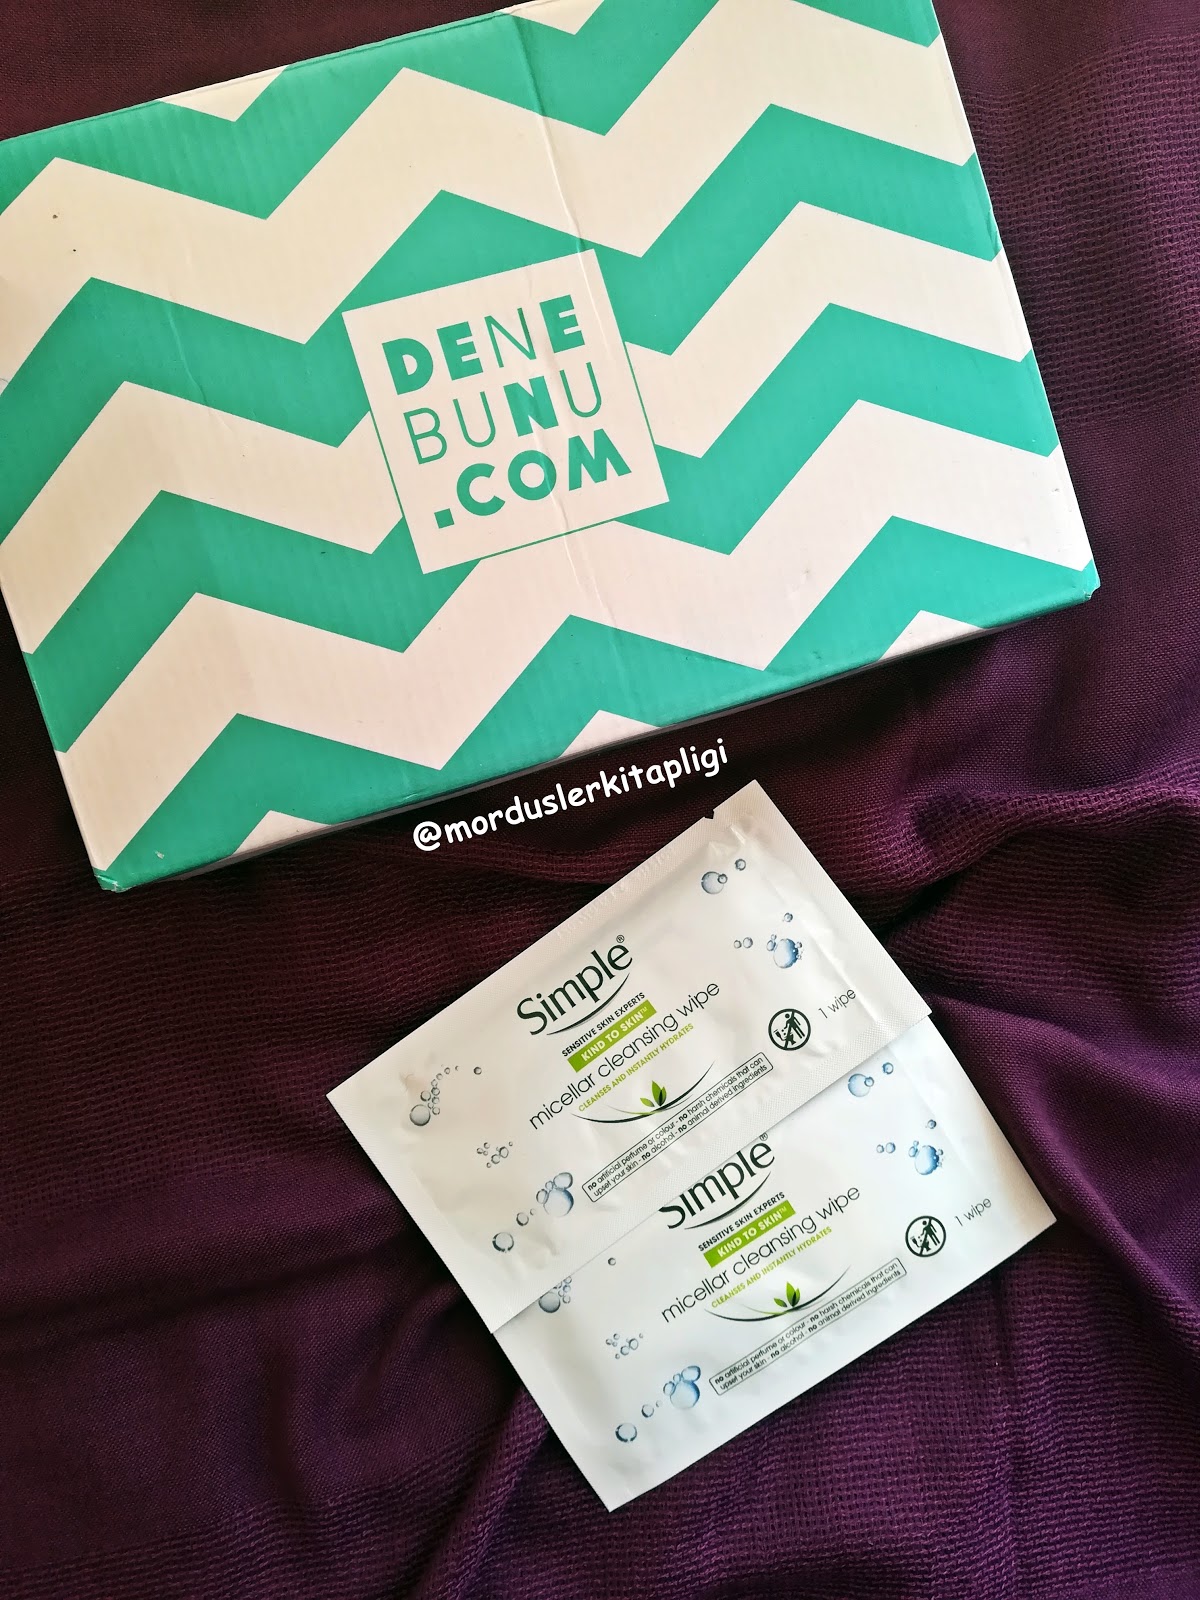 DENE
BUNU
.COM
@morduslerkitapligi
Simple®
SENSITIVE SKIN EXPERTS
KIND TO SKIN™
micellar cleansing wipe
CLEANSES AND INSTANTLY HYDRATES
1 wipe
no artificial perfume or colour - no harsh chemicals that can
upset your skin - no alcohol - no animal derived ingredients
Simple®
SENSITIVE SKIN EXPERTS
KIND TO SKIN™
micellar cleansing wipe
CLEANSES AND INSTANTLY HYDRATES
1 wipe
no artificial perfume or colour - no harsh chemicals that can
upset your skin - no alcohol - no animal derived ingredients